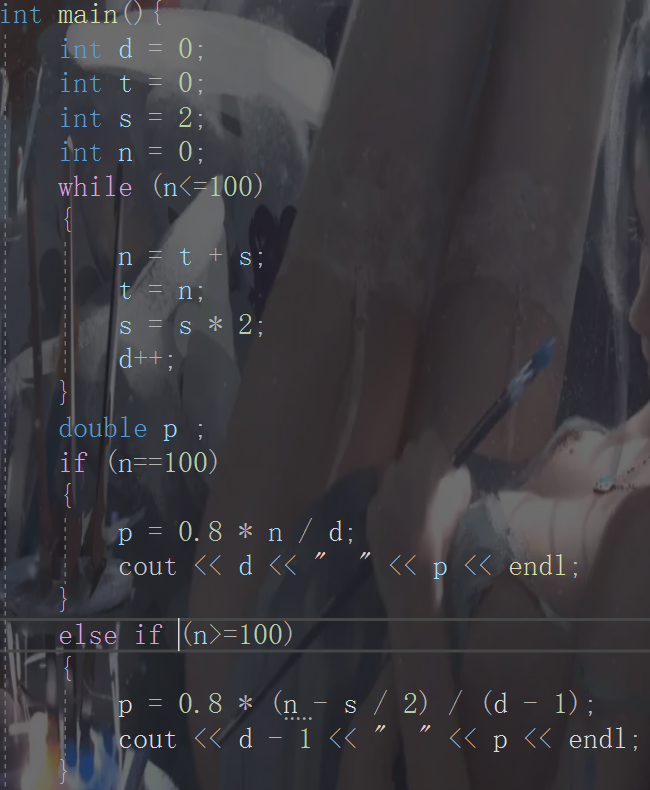 int main(){
int d = 0;
int t = 0;
int s = 2;
int n = 0;
while (n<=100)
{
n = t + s;
t = n;
s = s * 2;
d++;
}
double p ;
if (n==100)
{
p = 0.8 * n / d;
cout << d << "  " << p << endl;
}
else if (n>=100)
{
p = 0.8 * (n - s / 2) / (d - 1);
cout << d - 1 << "  " << p << endl;
}